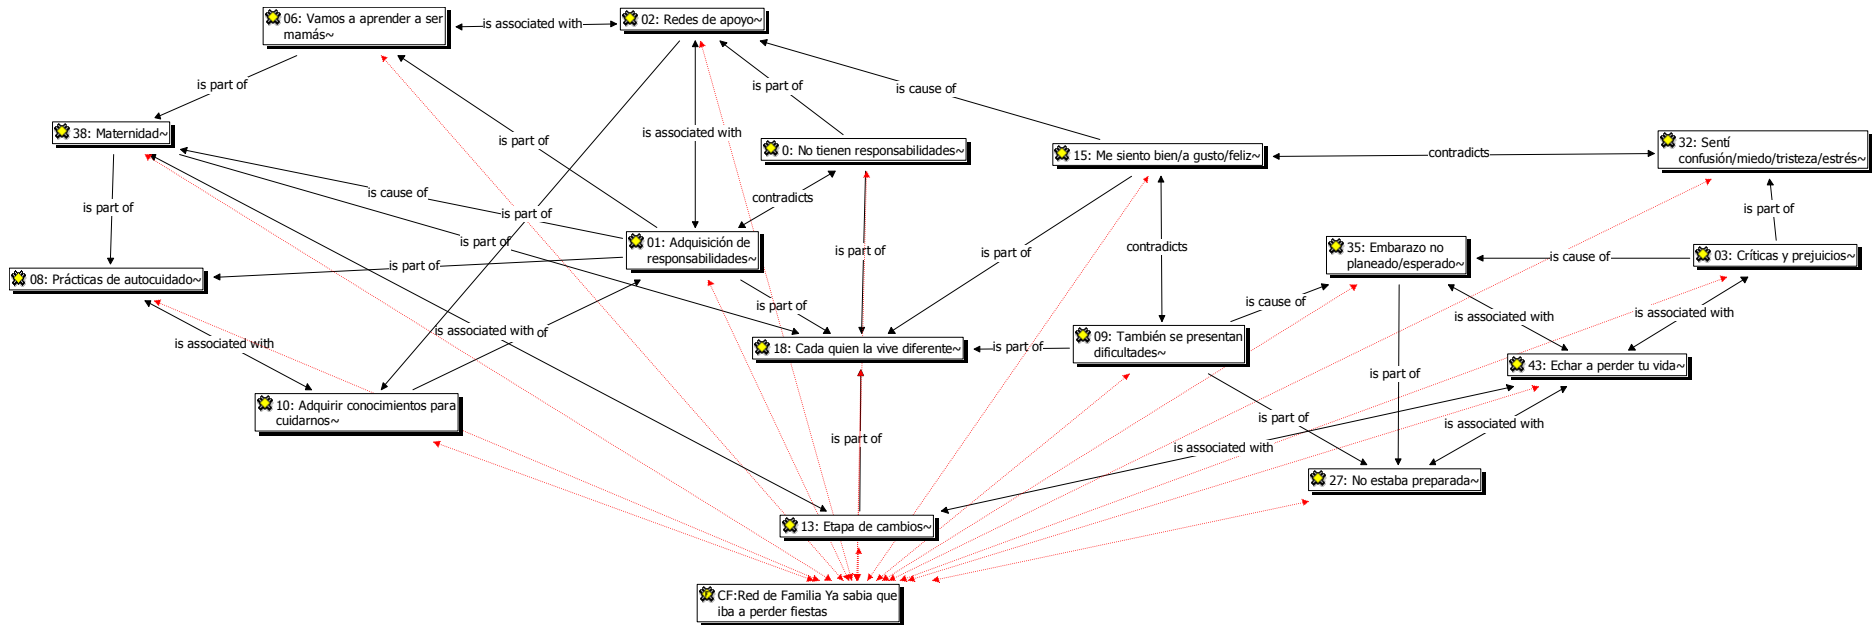 06: Vamos a aprender a ser
mamás~
is associated with
02: Redes de apoyo~
is part of
is part of
is cause of
38: Maternidad~
is part of
is associated with
0: No tienen responsabilidades~
15: Me siento bien/a gusto/feliz~
contradicts
32: Sentí
confusión/miedo/tristeza/estrés~
is cause of
contradicts
is part of
is part of
is part of
is part of
01: Adquisición de
responsabilidades~
is part of
is part of
contradicts
35: Embarazo no
planeado/esperado~
is cause of
03: Críticas y prejuicios~
is part of
08: Prácticas de autocuidado~
is part of
is cause of
is associated with
is associated with
is associated with
is associated with
of
18: Cada quien la vive diferente~
is part of
09: También se presentan
dificultades~
43: Echar a perder tu vida~
is part of
10: Adquirir conocimientos para
cuidarnos~
is part of
is associated with
is part of
is associated with
27: No estaba preparada~
13: Etapa de cambios~
CF:Red de Familia Ya sabia que
iba a perder fiestas